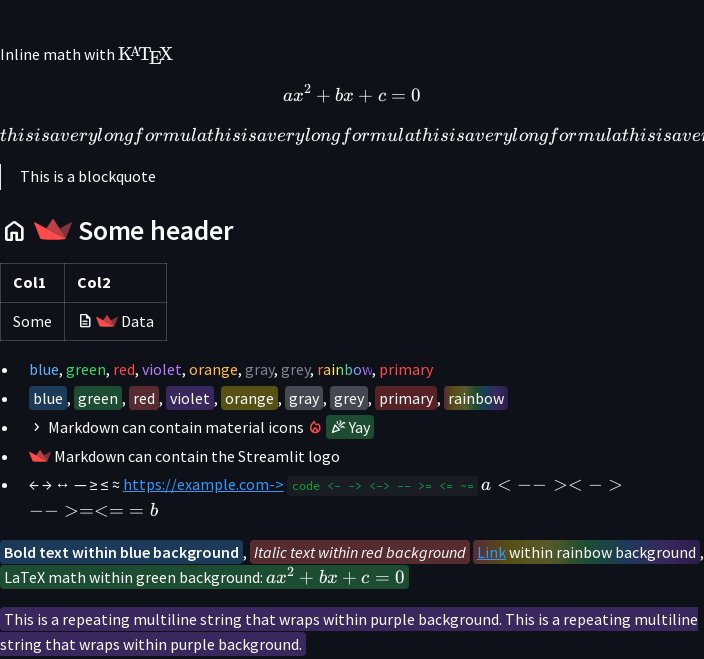 Inline math with KATEX
ax² + bx + c = 0
thisisaverylongformulathisisaverylongformulathisisaverylongformulathisisaver
This is a blockquote
Some header
Col1 Col2
Some Data
blue, green, red, violet, orange, gray, grey, rainbow, primary
blue, green, red, violet, orange, gray, grey, primary, rainbow
Markdown can contain material icons Yay
Markdown can contain the Streamlit logo
← → ↔ — ≥ ≤ ≈ https://example.com-> code <- -> <-> -- >= <= ~= a < −− >< − >
−− >=<== b
Bold text within blue background, Italic text within red background Link within rainbow background,
LaTeX math within green background: ax² + bx + c = 0
This is a repeating multiline string that wraps within purple background. This is a repeating multiline
string that wraps within purple background.